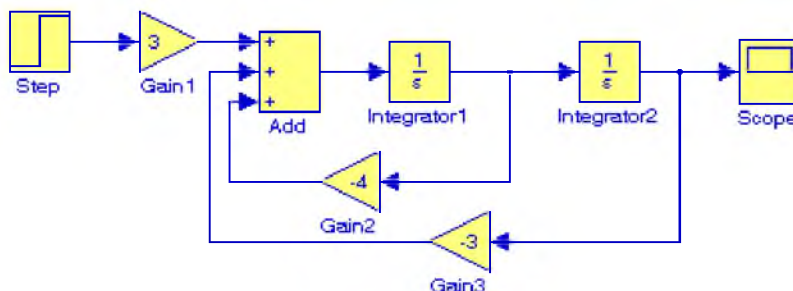 Step
3
Gain1
+
+
+
Add
1
s
Integrator1
1
s
Integrator2
Scope
-4
Gain2
-3
Gain3